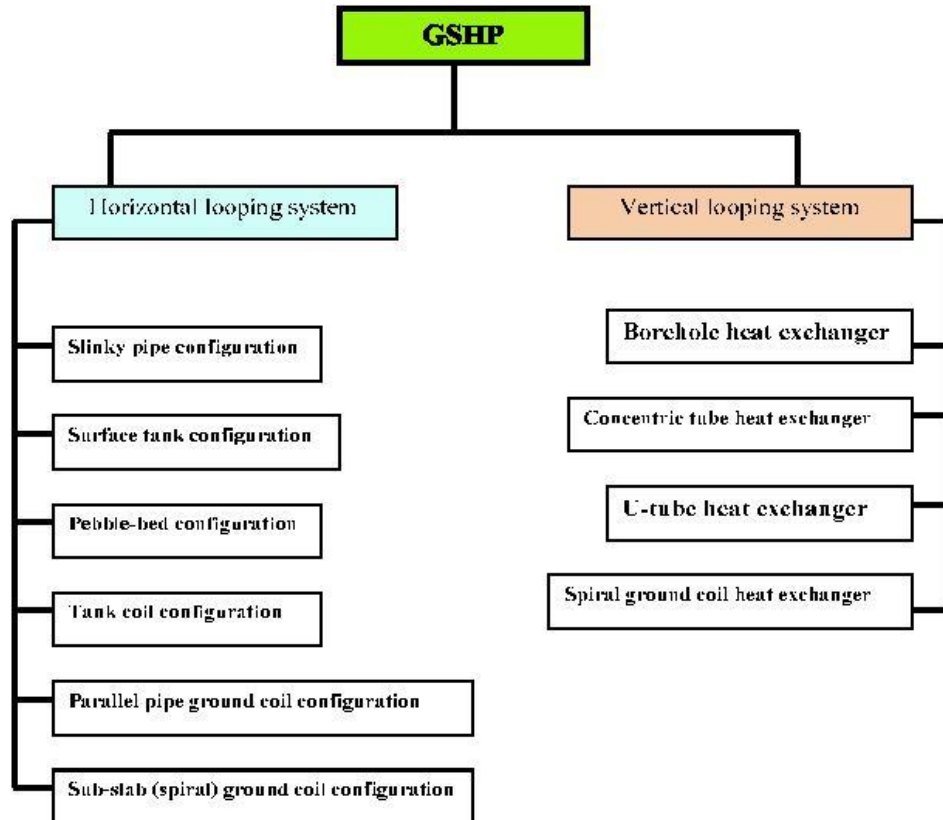 GSHP
Horizontal looping system
Vertical looping system
Slinky pipe configuration
Surface tank configuration
Pebble-bed configuration
Tank coil configuration
Parallel pipe ground coil configuration
Sub-slab (spiral) ground coil configuration
Borehole heat exchanger
Concentric tube heat exchanger
U-tube heat exchanger
Spiral ground coil heat exchanger